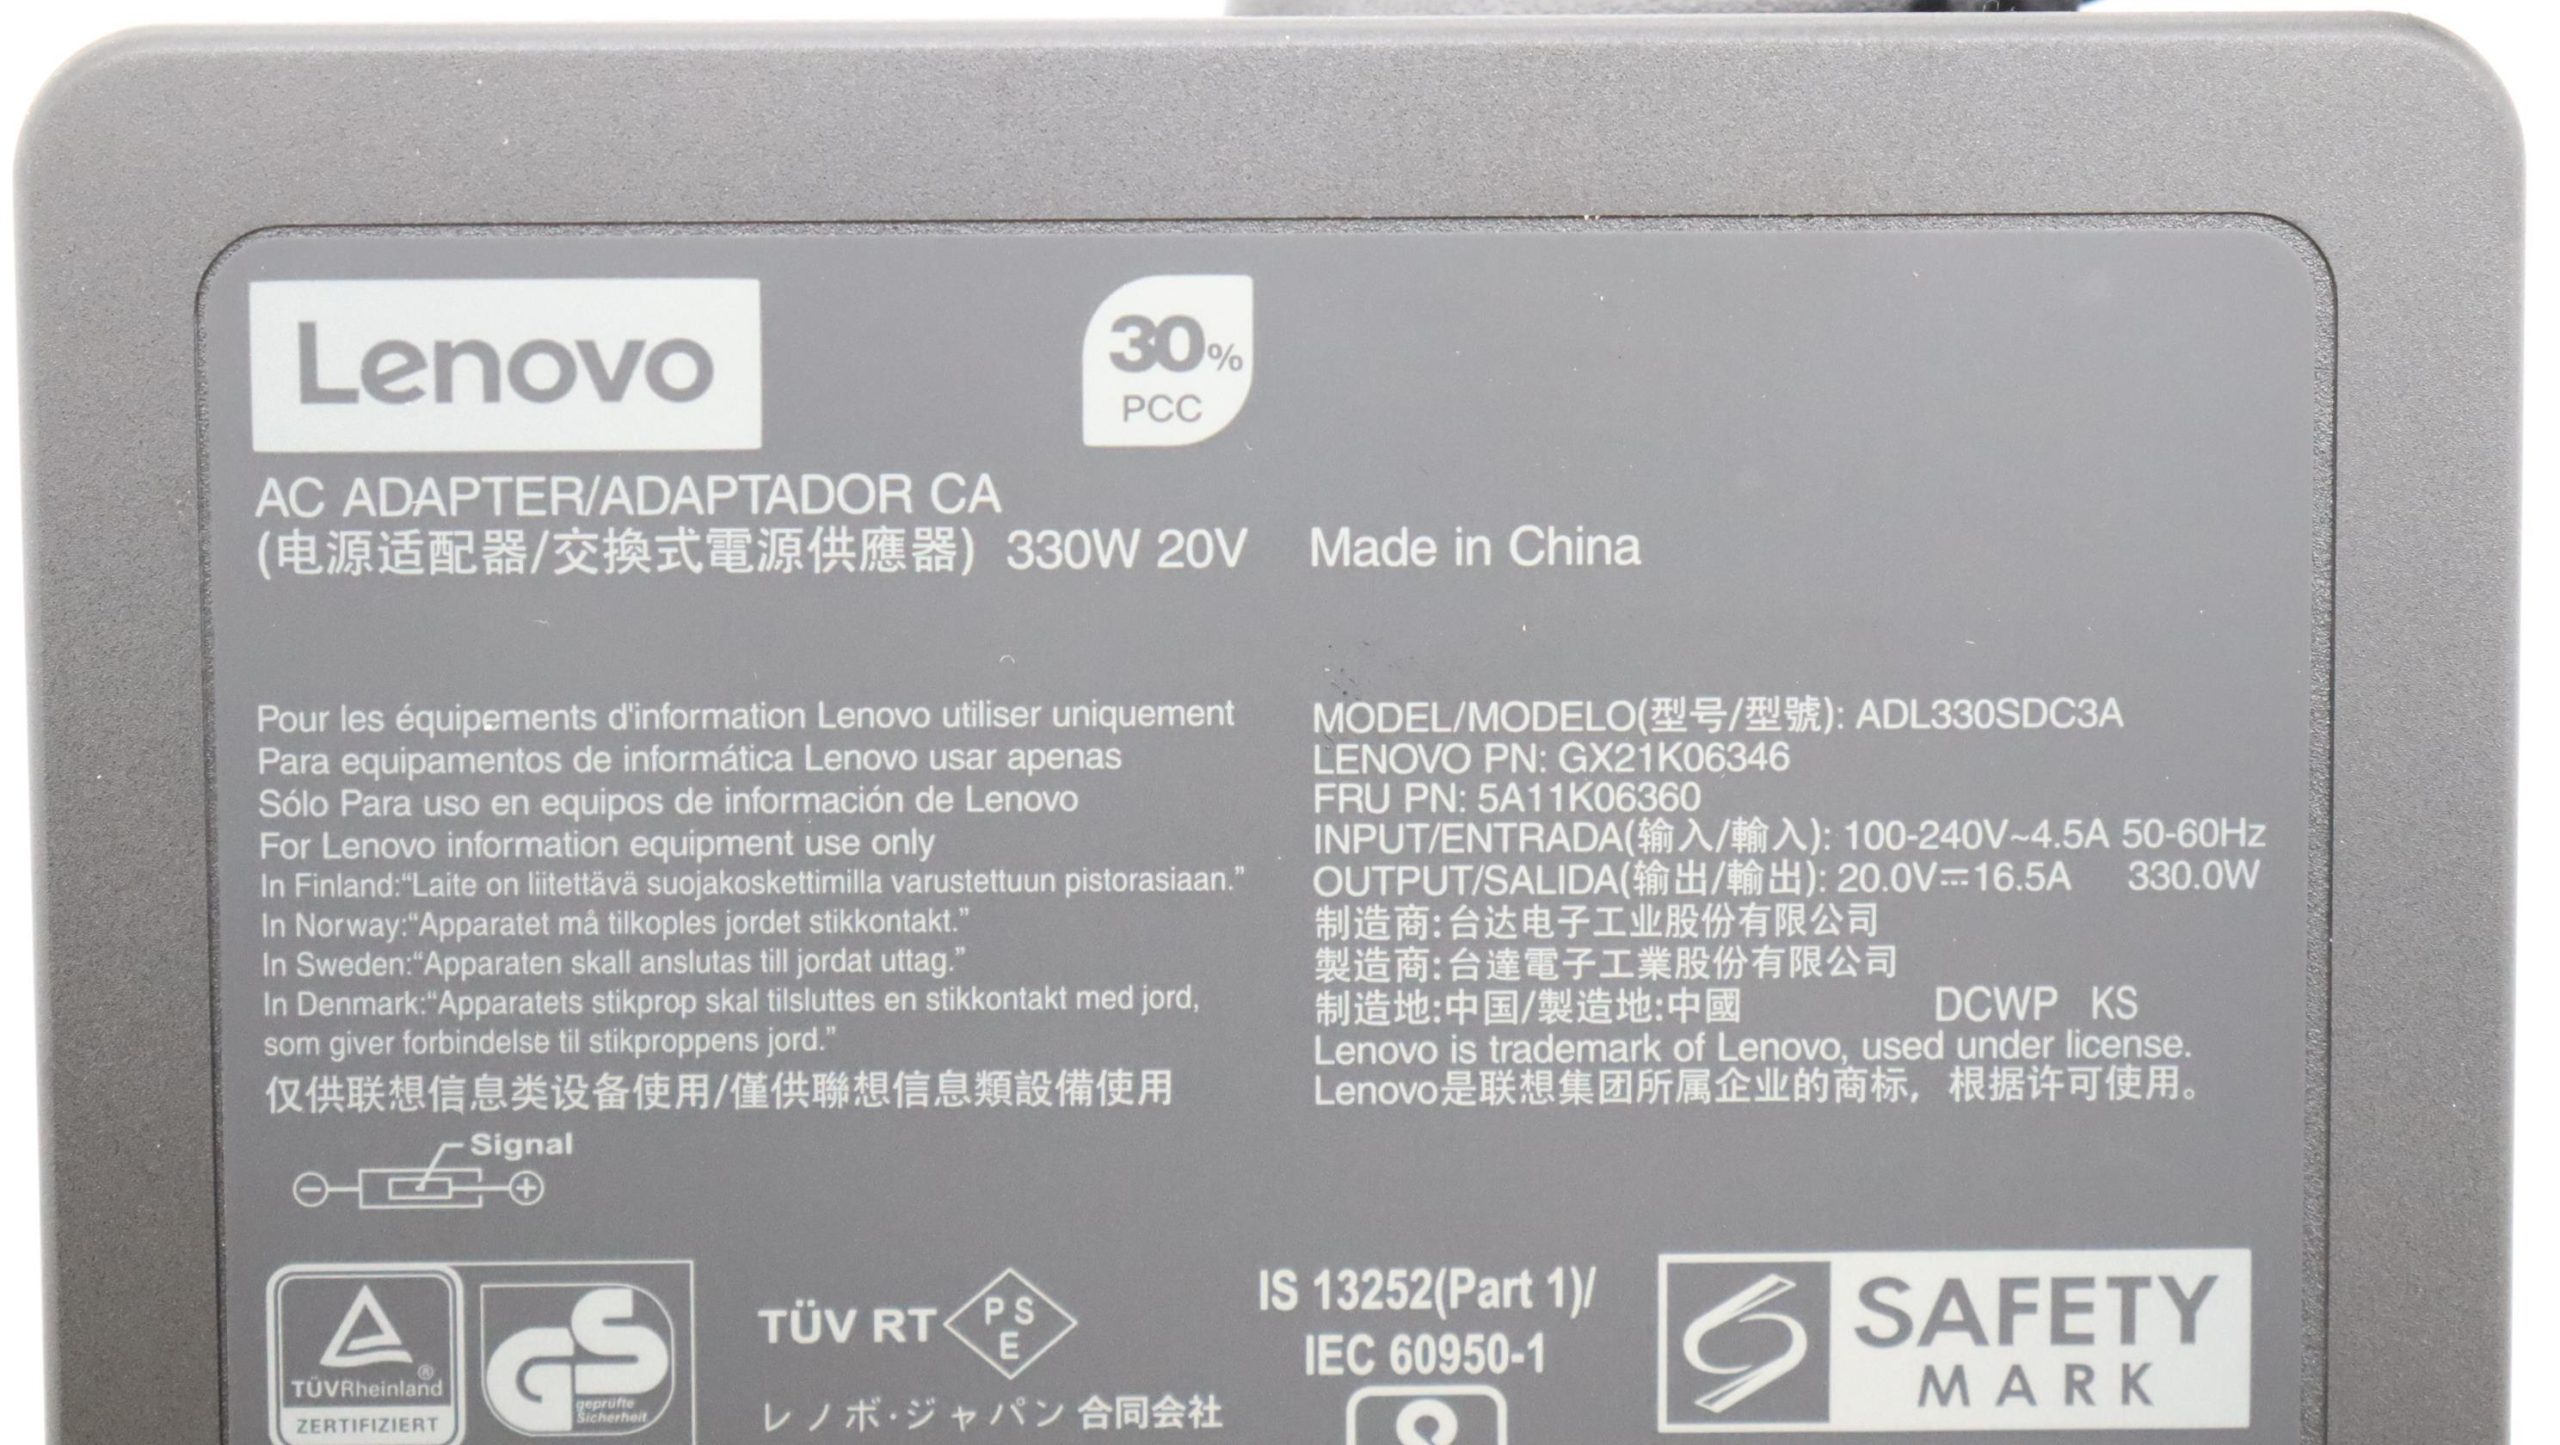 Lenovo
30%
PCC
AC ADAPTER/ADAPTADOR CA
(电源适配器/交換式電源供應器) 330W 20V
Made in China
Pour les équipements d'information Lenovo utiliser uniquement
Para equipamentos de informática Lenovo usar apenas
Sólo Para uso en equipos de información de Lenovo
For Lenovo information equipment use only
In Finland:“Laite on liitettävä suojakoskettimilla varustettuun pistorasiaan.”
In Norway:“Apparatet må tilkoples jordet stikkontakt.”
In Sweden:“Apparaten skall anslutas till jordat uttag.”
In Denmark:“Apparatets stikprop skal tilsluttes en stikkontakt med jord,
som giver forbindelse til stikproppens jord.”
仅供联想信息类设备使用/僅供聯想信息類設備使用
Signal
MODEL/MODELO(型号/型號): ADL330SDC3A
LENOVO PN: GX21K06346
FRU PN: 5A11K06360
INPUT/ENTRADA(输入/輸入): 100-240V~4.5A 50-60Hz
OUTPUT/SALIDA(输出/輸出): 20.0V⎓16.5A 330.0W
制造商:台达电子工业股份有限公司
製造商:台達電子工業股份有限公司
制造地:中国/製造地:中國 DCWP KS
Lenovo is trademark of Lenovo, used under license.
Lenovo是联想集团所属企业的商标，根据许可使用。
TÜVRheinland®
ZERTIFIZIERT
GS
geprüfte
Sicherheit
TÜV RT
PS
E
レノボ・ジャパン合同会社
IS 13252(Part 1)/
IEC 60950-1
SAFETY
MARK